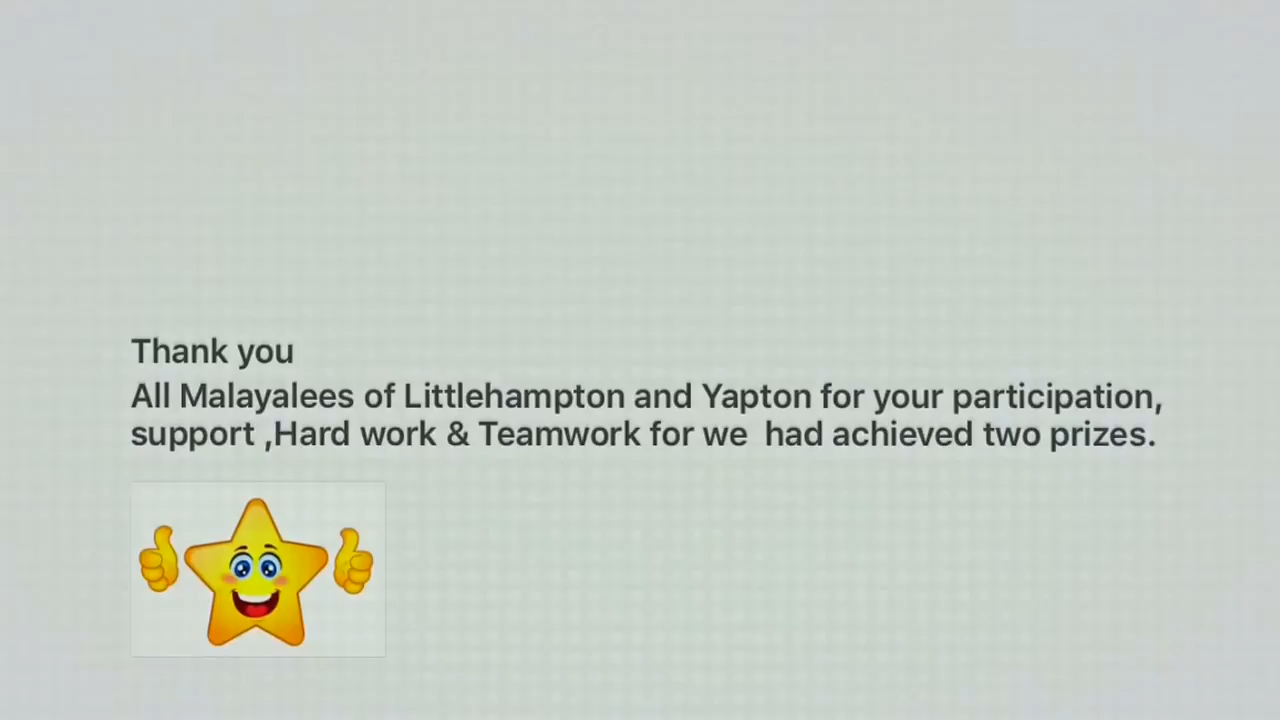 Thank you
All Malayalees of Littlehampton and Yapton for your participation,
support ,Hard work & Teamwork for we  had achieved two prizes.